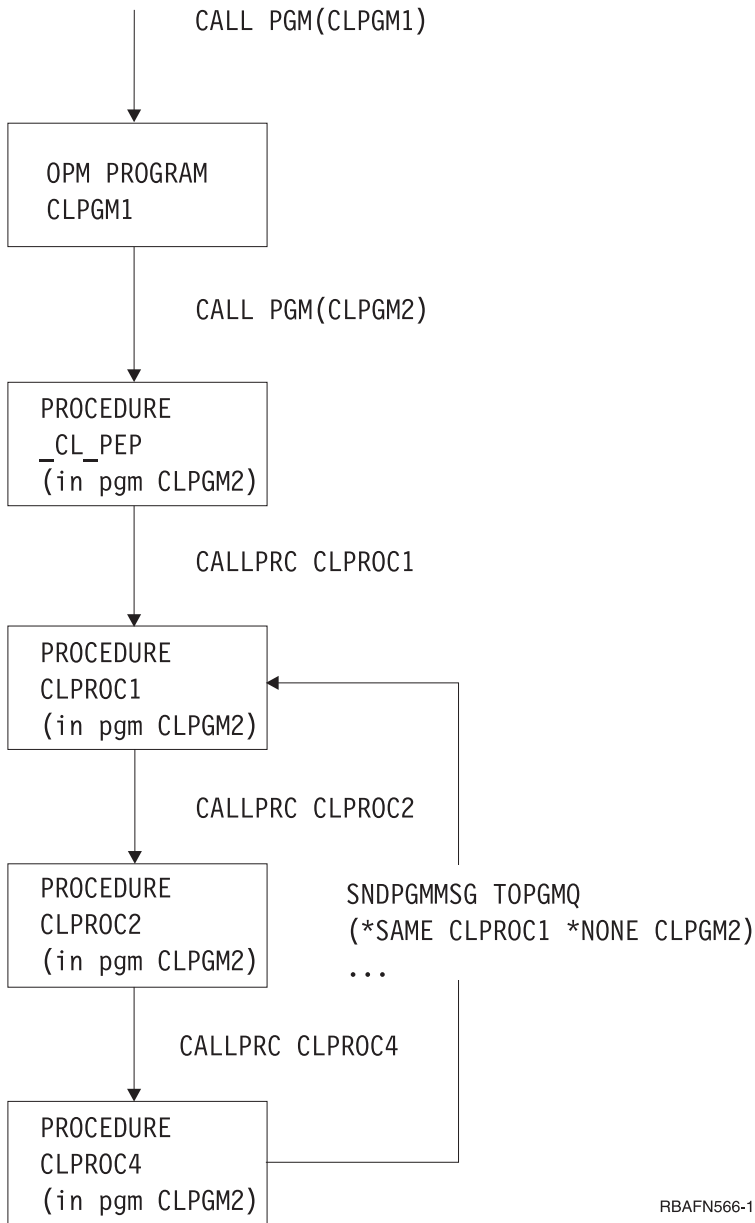 CALL PGM(CLPGM1)
OPM PROGRAM
CLPGM1
CALL PGM(CLPGM2)
PROCEDURE
_CL_PEP
(in pgm CLPGM2)
CALLPRC CLPROC1
PROCEDURE
CLPROC1
(in pgm CLPGM2)
CALLPRC CLPROC2
PROCEDURE
CLPROC2
(in pgm CLPGM2)
SNDPGMMSG TOPGMQ
(*SAME CLPROC1 *NONE CLPGM2)
...
CALLPRC CLPROC4
PROCEDURE
CLPROC4
(in pgm CLPGM2)
RBAFN566-1